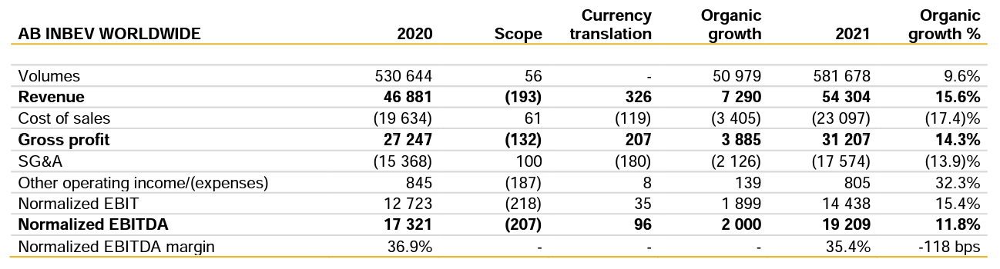 Currency Organic Organic
AB INBEV WORLDWIDE 2020 Scope translation growth 2021 growth %
Volumes 530 644 56 - 50 979 581 678 9.6%
Revenue 46 881 (193) 326 7 290 54 304 15.6%
Cost of sales (19 634) 61 (119) (3 405) (23 097) (17.4)%
Gross profit 27 247 (132) 207 3 885 31 207 14.3%
SG&A (15 368) 100 (180) (2 126) (17 574) (13.9)%
Other operating income/(expenses) 845 (187) 8 139 805 32.3%
Normalized EBIT 12 723 (218) 35 1 899 14 438 15.4%
Normalized EBITDA 17 321 (207) 96 2 000 19 209 11.8%
Normalized EBITDA margin 36.9% - - - 35.4% -118 bps